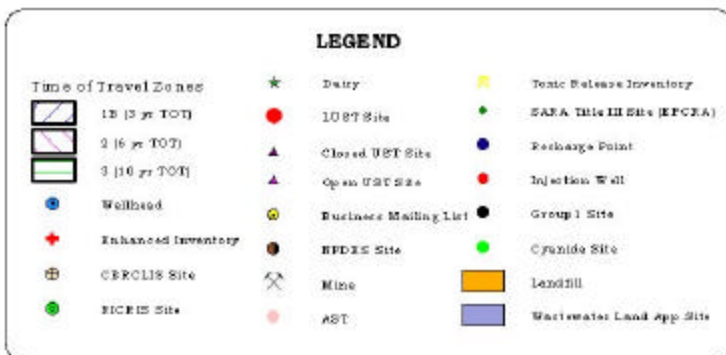 LEGEND
Time of Travel Zones
1B (3 yr TOT)
2 (6 yr TOT)
3 (10 yr TOT)
Wellhead
Enhanced Inventory
CERCLIS Site
RICRIS Site
Dairy
LUST Site
Closed UST Site
Open UST Site
Business Mailing List
NPDES Site
Mine
AST
Toxic Release Inventory
SARA Title III Site (EPCRA)
Recharge Point
Injection Well
Group 1 Site
Cyanide Site
Landfill
Wastewater Land App Site